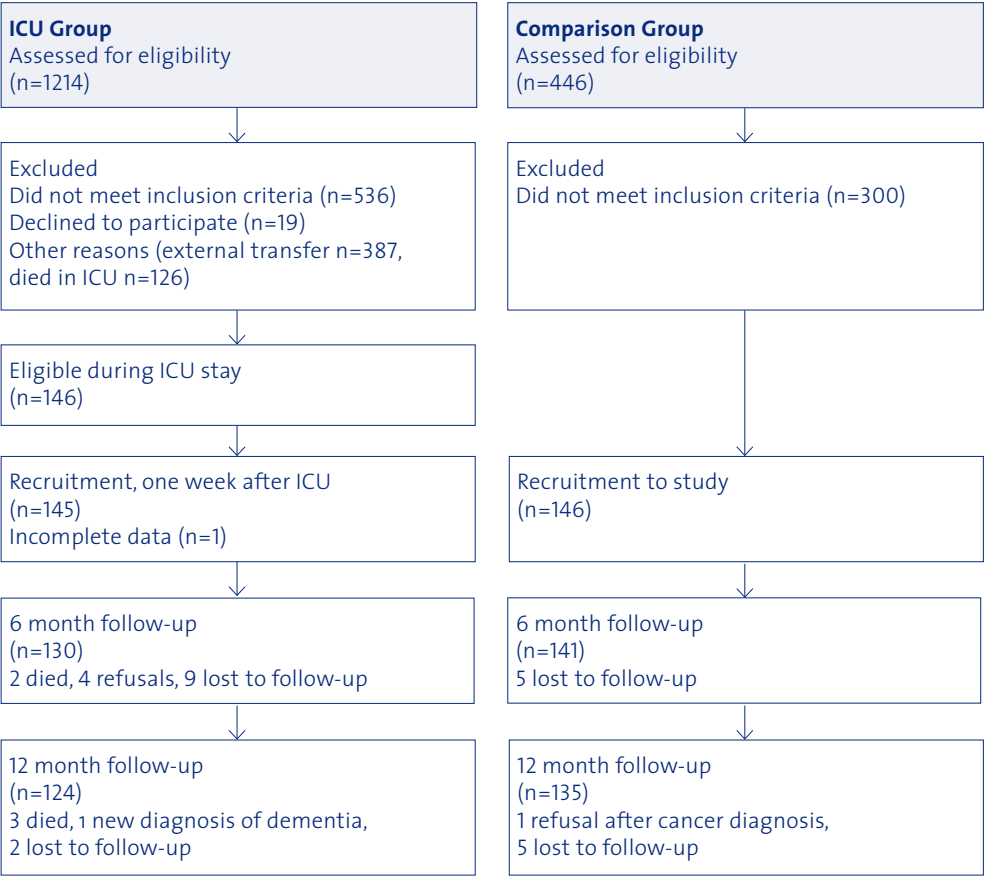 ICU Group
Assessed for eligibility
(n=1214)
Excluded
Did not meet inclusion criteria (n=536)
Declined to participate (n=19)
Other reasons (external transfer n=387,
died in ICU n=126)
Eligible during ICU stay
(n=146)
Recruitment, one week after ICU
(n=145)
Incomplete data (n=1)
6 month follow-up
(n=130)
2 died, 4 refusals, 9 lost to follow-up
12 month follow-up
(n=124)
3 died, 1 new diagnosis of dementia,
2 lost to follow-up
Comparison Group
Assessed for eligibility
(n=446)
Excluded
Did not meet inclusion criteria (n=300)
Recruitment to study
(n=146)
6 month follow-up
(n=141)
5 lost to follow-up
12 month follow-up
(n=135)
1 refusal after cancer diagnosis,
5 lost to follow-up